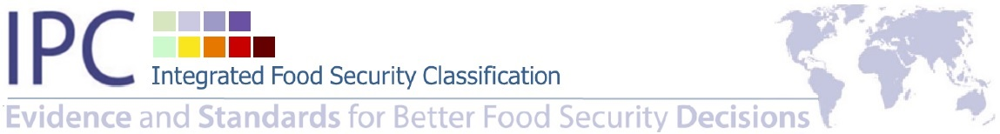 IPC
Integrated Food Security Classification
Evidence and Standards for Better Food Security Decisions